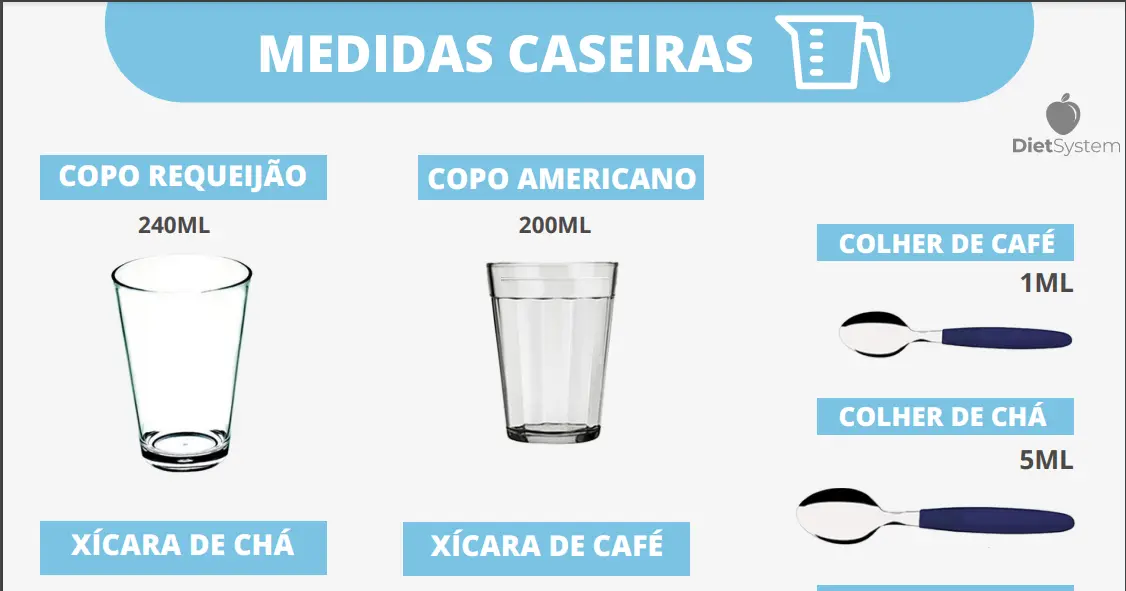 MEDIDAS CASEIRAS
DietSystem
COPO REQUEIJÃO
240ML
COPO AMERICANO
200ML
COLHER DE CAFÉ
1ML
COLHER DE CHÁ
5ML
XÍCARA DE CHÁ
XÍCARA DE CAFÉ